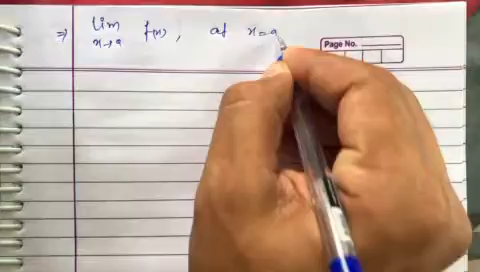 ⇒ lim f(x), at x=a
x→a
Page No.